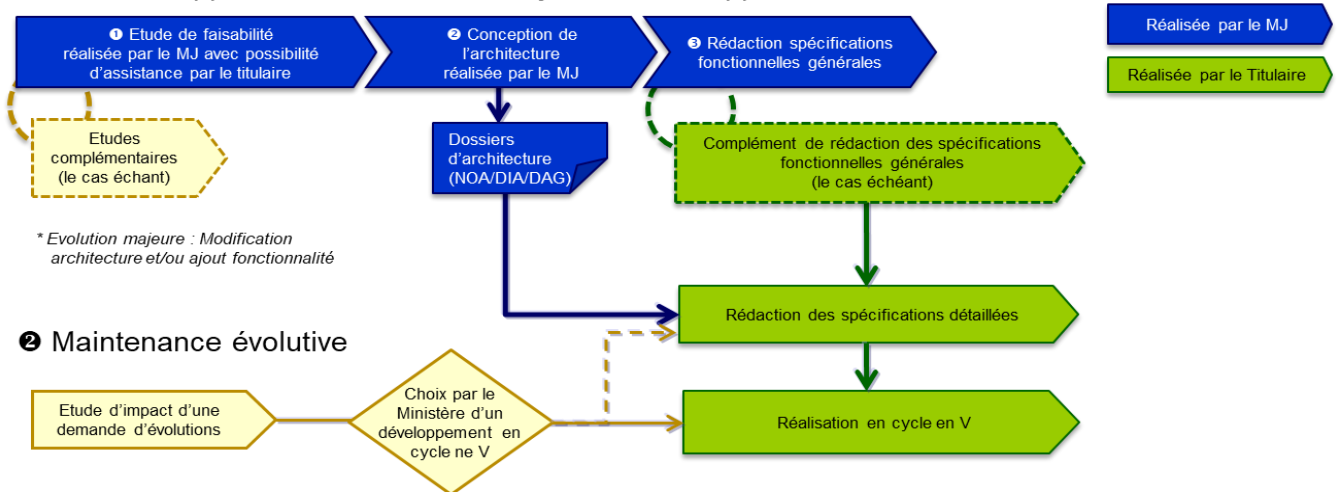 ❶ Etude de faisabilité
réalisée par le MJ avec possibilité
d'assistance par le titulaire
❷ Conception de
l'architecture
réalisée par le MJ
❸ Rédaction spécifications
fonctionnelles générales
Réalisée par le MJ
Réalisée par le Titulaire
Etudes
complémentaires
(le cas échant)
Dossiers
d'architecture
(NOA/DIA/DAG)
Complément de rédaction des spécifications
fonctionnelles générales
(le cas échéant)
* Evolution majeure : Modification
architecture et/ou ajout fonctionnalité
Rédaction des spécifications détaillées
❷ Maintenance évolutive
Etude d'impact d'une
demande d'évolutions
Choix par le
Ministère d'un
développement en
cycle ne V
Réalisation en cycle en V